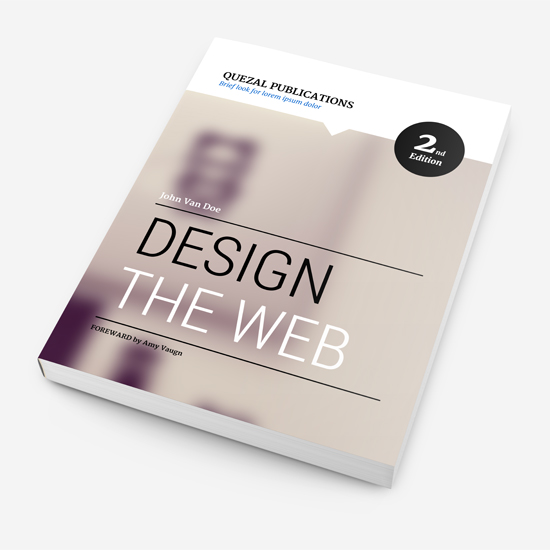 QUEZAL PUBLICATIONS
Brief look for lorem ipsum dolor
2nd
Edition
John Van Doe
DESIGN
THE WEB
FOREWARD by Amy Vaugn